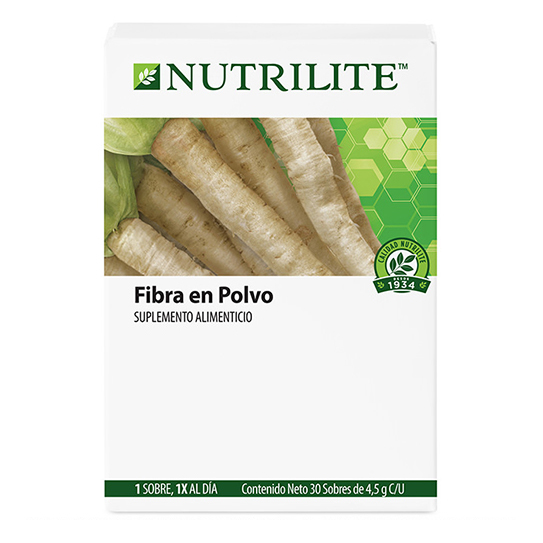 NUTRILITE™
CALIDAD NUTRILITE
DESDE
1934
Fibra en Polvo
SUPLEMENTO ALIMENTICIO
1 SOBRE, 1X AL DÍA
Contenido Neto 30 Sobres de 4,5 g C/U